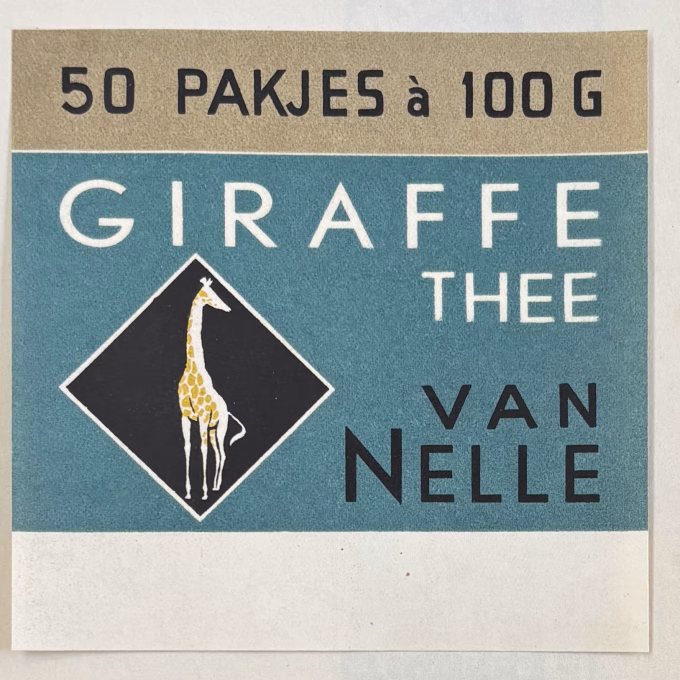 50 PAKJES à 100 G
GIRAFFE
THEE
VAN
NELLE